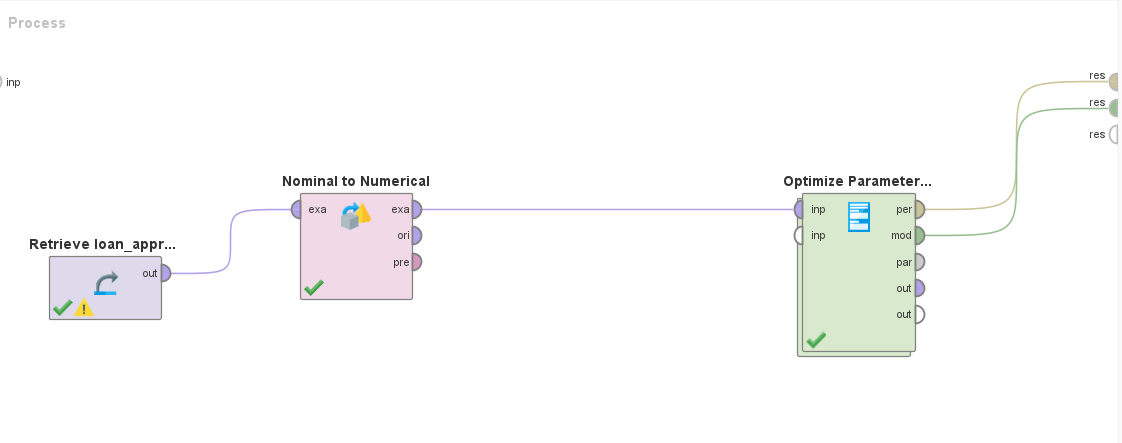 Process
inp
res
res
res
Nominal to Numerical
Optimize Parameter...
exa exa
inp per
ori
inp mod
pre
par
Retrieve loan_appr...
out
out
out